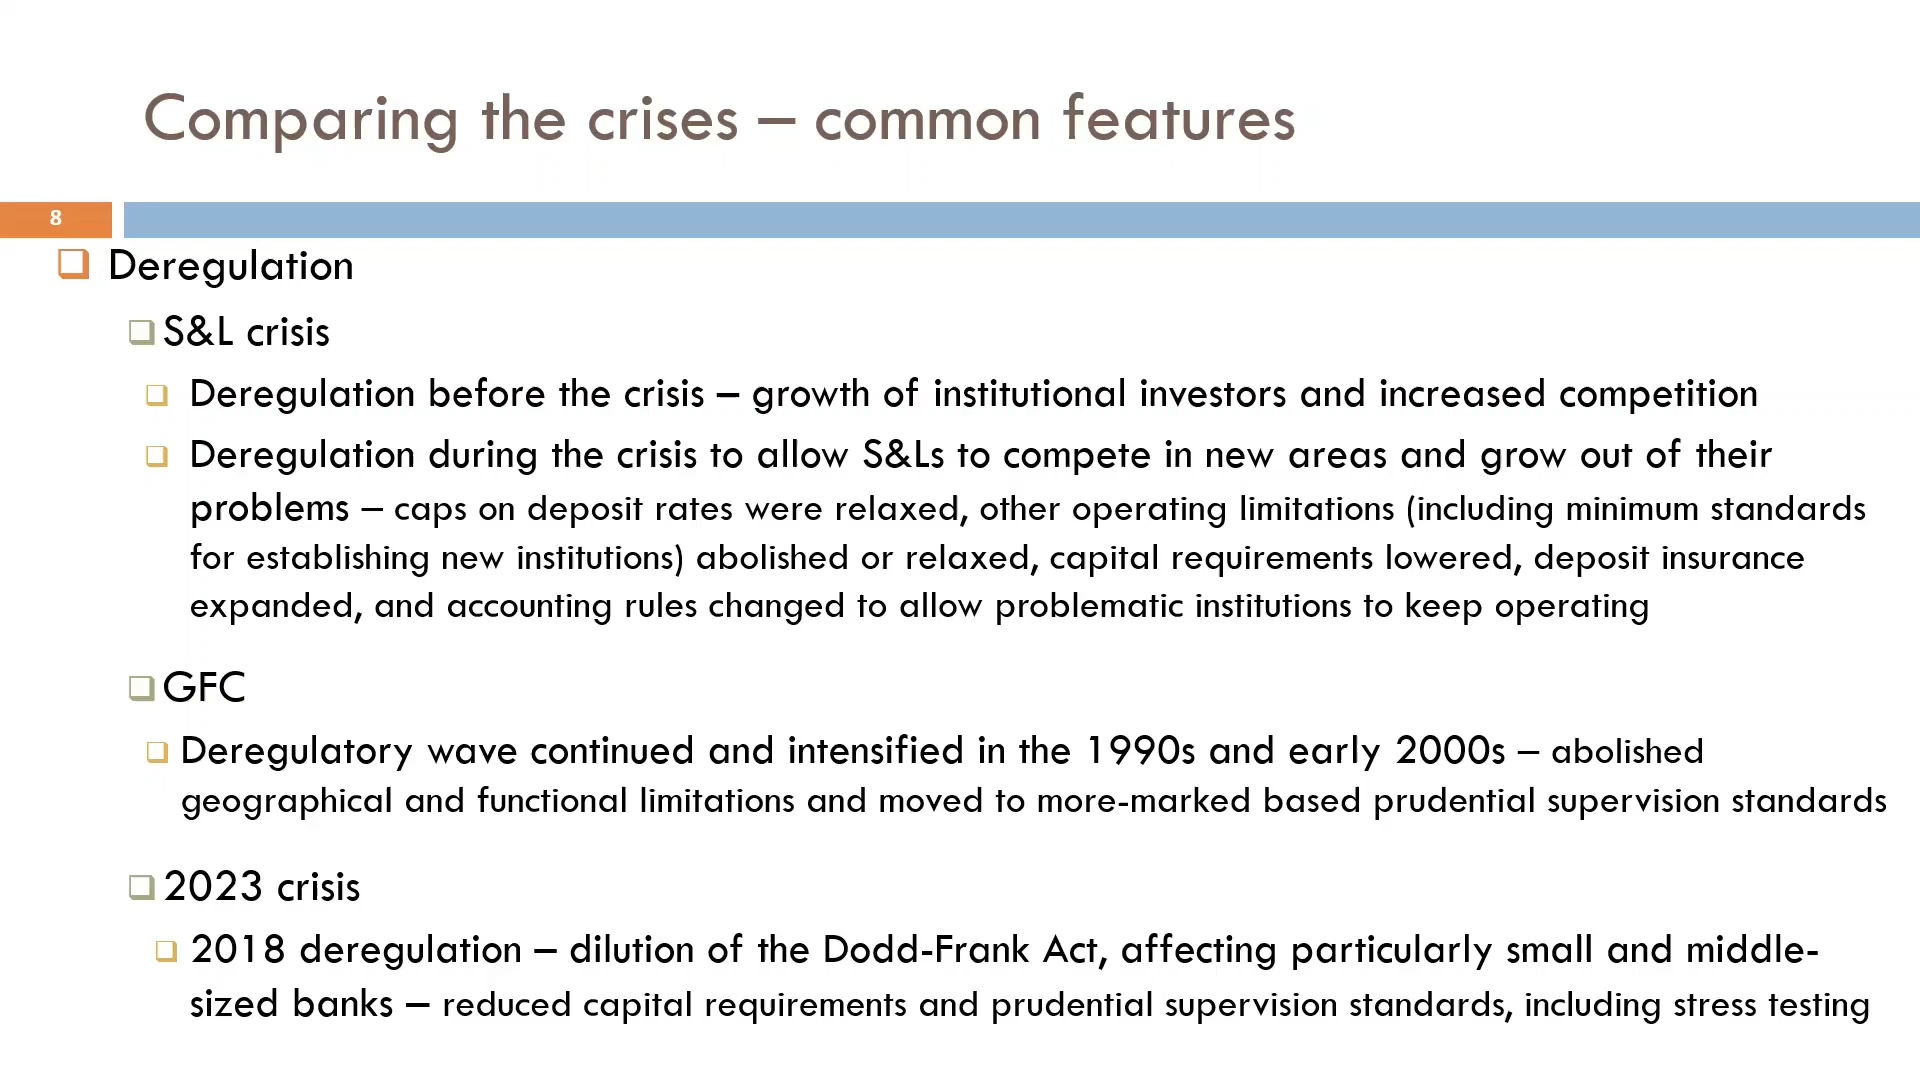 Comparing the crises – common features
8
Deregulation
S&L crisis
Deregulation before the crisis – growth of institutional investors and increased competition
Deregulation during the crisis to allow S&Ls to compete in new areas and grow out of their
problems – caps on deposit rates were relaxed, other operating limitations (including minimum standards
for establishing new institutions) abolished or relaxed, capital requirements lowered, deposit insurance
expanded, and accounting rules changed to allow problematic institutions to keep operating
GFC
Deregulatory wave continued and intensified in the 1990s and early 2000s – abolished
geographical and functional limitations and moved to more-marked based prudential supervision standards
2023 crisis
2018 deregulation – dilution of the Dodd-Frank Act, affecting particularly small and middle-
sized banks – reduced capital requirements and prudential supervision standards, including stress testing